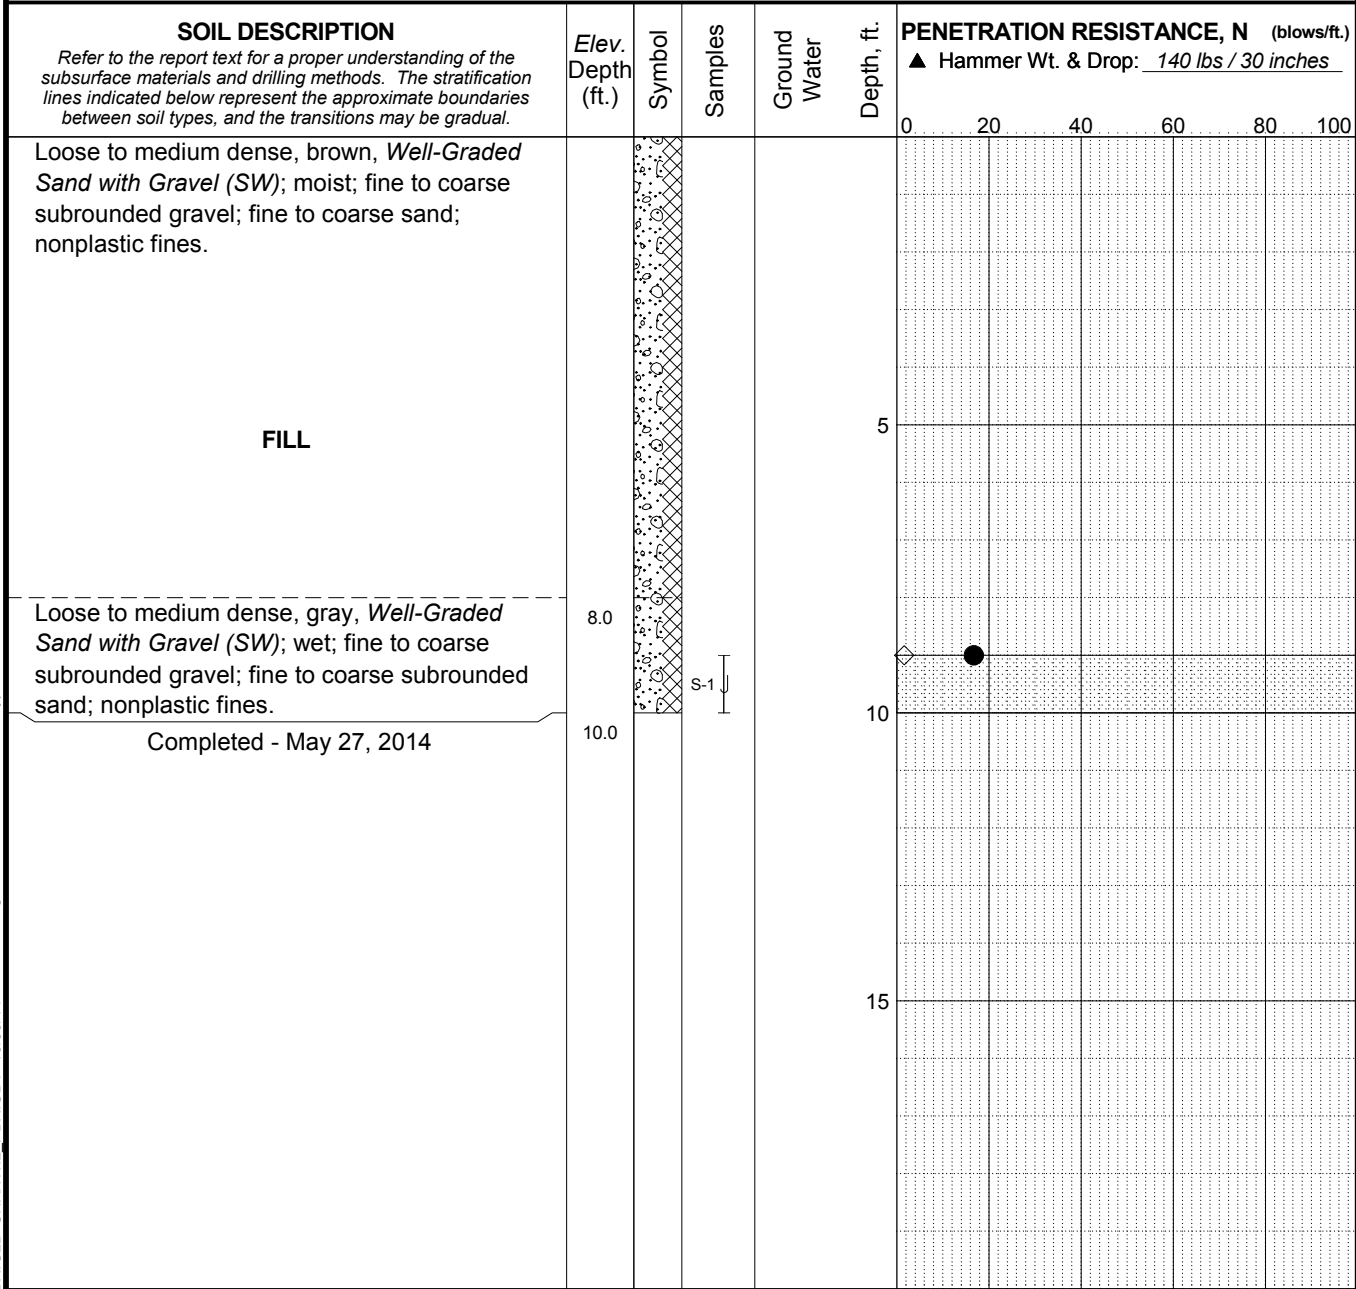 SOIL DESCRIPTION
Refer to the report text for a proper understanding of the
subsurface materials and drilling methods. The stratification
lines indicated below represent the approximate boundaries
between soil types, and the transitions may be gradual.
Elev.
Depth
(ft.)
Symbol
Samples
Ground
Water
Depth, ft.
PENETRATION RESISTANCE, N (blows/ft.)
▲ Hammer Wt. & Drop: 140 lbs / 30 inches
0 20 40 60 80 100
Loose to medium dense, brown, Well-Graded
Sand with Gravel (SW); moist; fine to coarse
subrounded gravel; fine to coarse sand;
nonplastic fines.
5
FILL
Loose to medium dense, gray, Well-Graded
Sand with Gravel (SW); wet; fine to coarse
subrounded gravel; fine to coarse subrounded
sand; nonplastic fines.
8.0
S-1
10
Completed - May 27, 2014
10.0
15